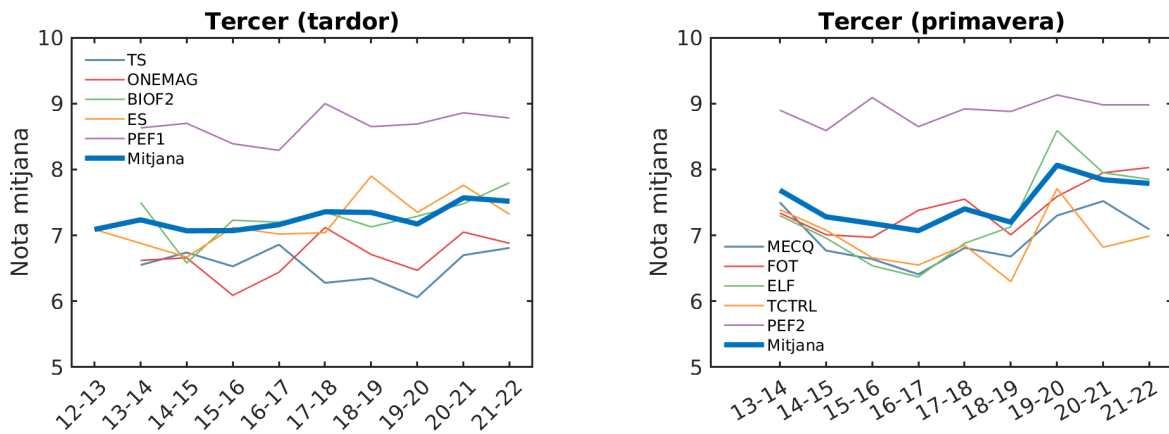 Tercer (tardor)
Nota mitjana
10
9
8
7
6
5
TS
ONEMAG
BIOF2
ES
PEF1
Mitjana
12-13
13-14
14-15
15-16
16-17
17-18
18-19
19-20
20-21
21-22
Tercer (primavera)
Nota mitjana
10
9
8
7
6
5
MECQ
FOT
ELF
TCTRL
PEF2
Mitjana
13-14
14-15
15-16
16-17
17-18
18-19
19-20
20-21
21-22